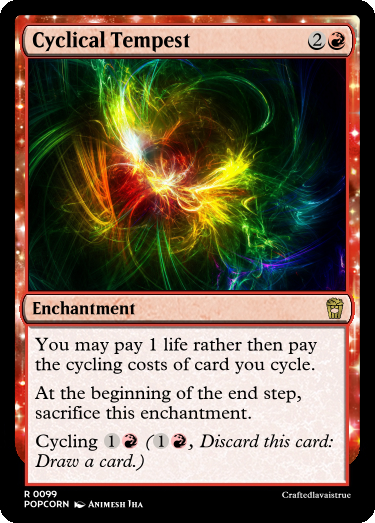 Cyclical Tempest 2
Enchantment
You may pay 1 life rather then pay
the cycling costs of card you cycle.
At the beginning of the end step,
sacrifice this enchantment.
Cycling 1 (1, Discard this card:
Draw a card.)
R 0099
POPCORN Animesh Jha
Craftedlavaistrue